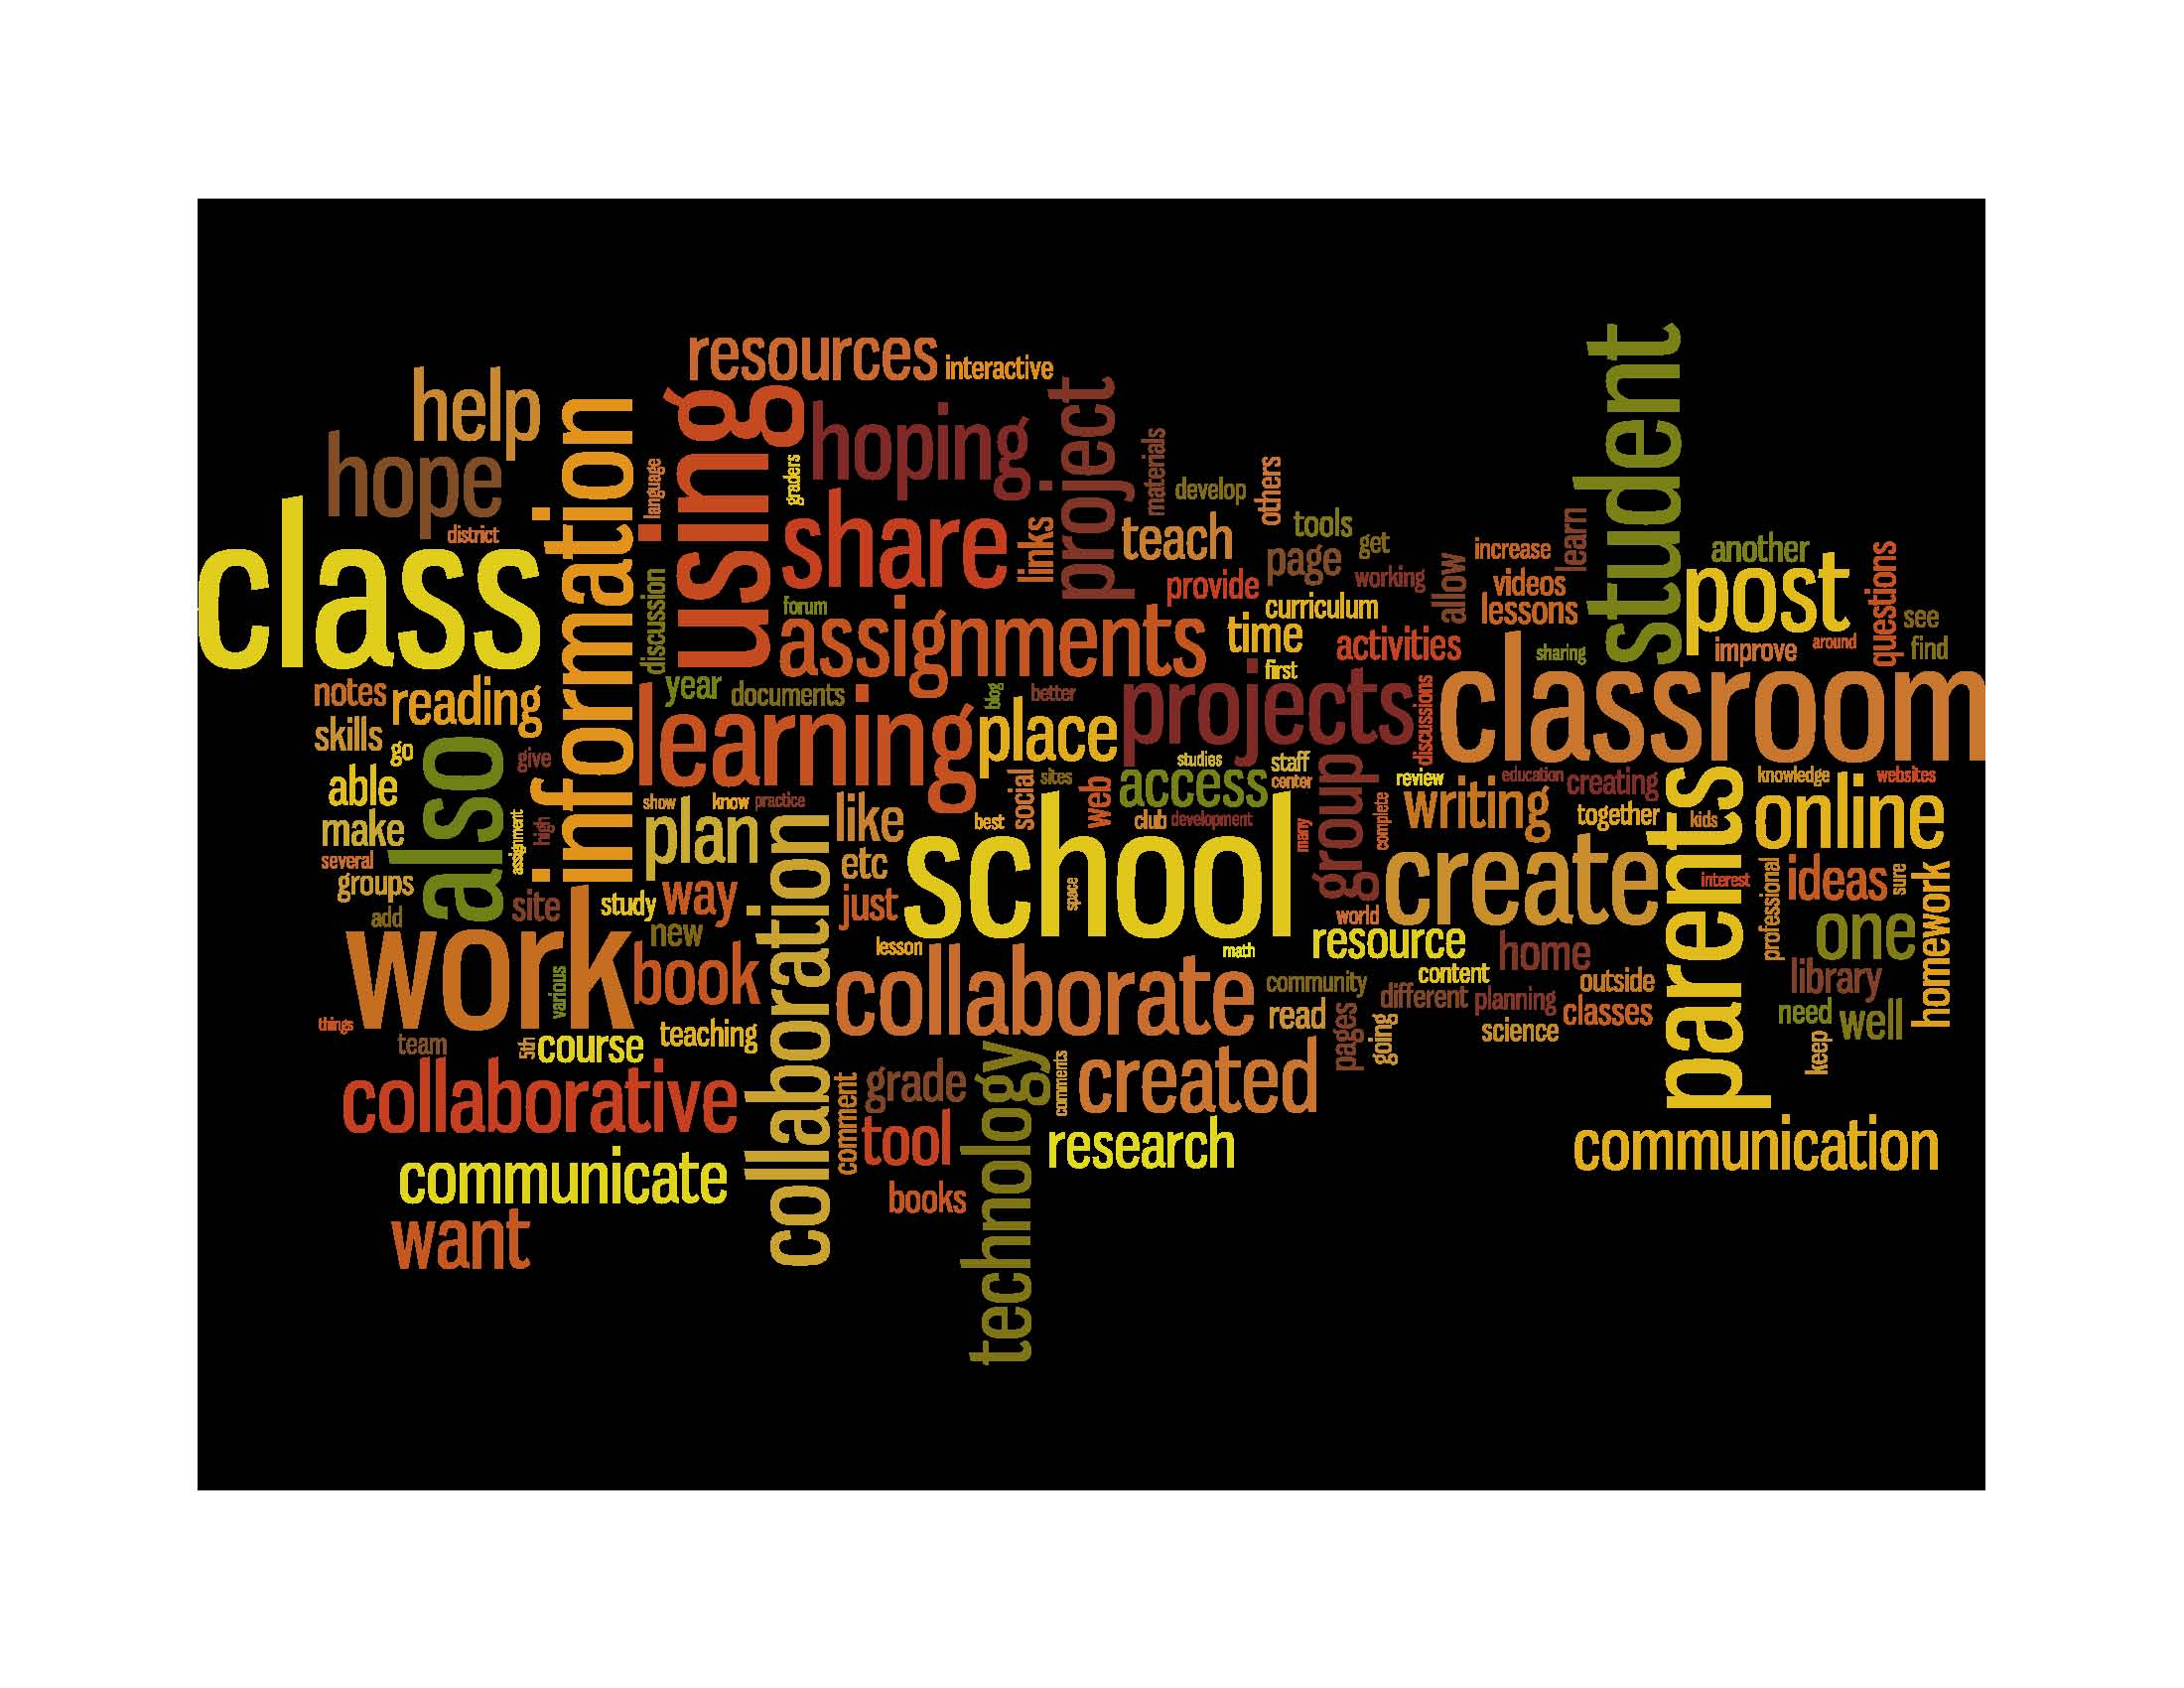 resources
interactive
help
hope
district
class
information
language
using
graders
hoping
project
materials
develop
others
share
links
teach
tools
page
get
provide
working
curriculum
forum
discussion
assignments
time
activities
first
allow
increase
learn
videos
lessons
sharing
student
another
post
improve
around
questions
see
find
notes
reading
skills
go
give
also
able
make
several
groups
add
assignment
high
site
year
documents
learning
blog
better
place
projects
discussions
classroom
studies
staff
center
access
sites
social
web
club
development
show
know
practice
plan
like
best
etc
just
way
study
new
school
space
many
group
complete
review
education
creating
writing
together
kids
knowledge
websites
online
parents
create
interest
professional
ideas
sure
homework
one
library
need
well
keep
world
resource
home
content
outside
community
different
planning
classes
read
pages
going
science
work
various
book
things
team
5th
course
teaching
collaboration
lesson
math
collaborate
collaborative
comment
grade
tool
technology
comments
created
research
communicate
books
want
communication